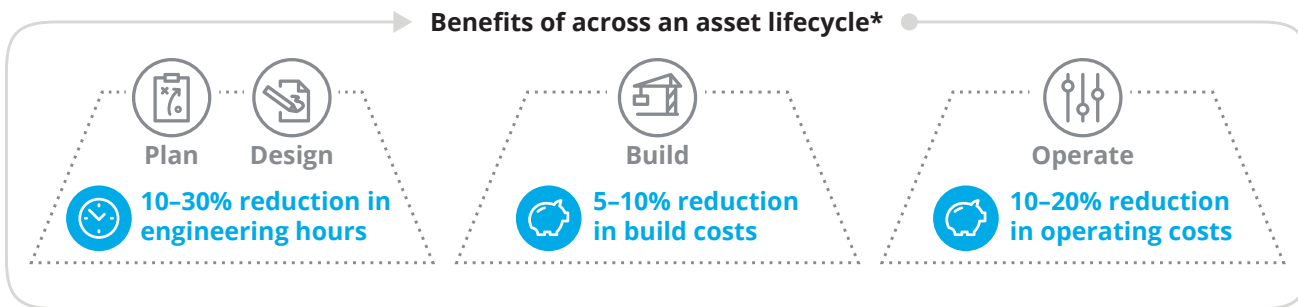 Benefits of across an asset lifecycle*
Plan
Design
10–30% reduction in
engineering hours
Build
5–10% reduction
in build costs
Operate
10–20% reduction
in operating costs